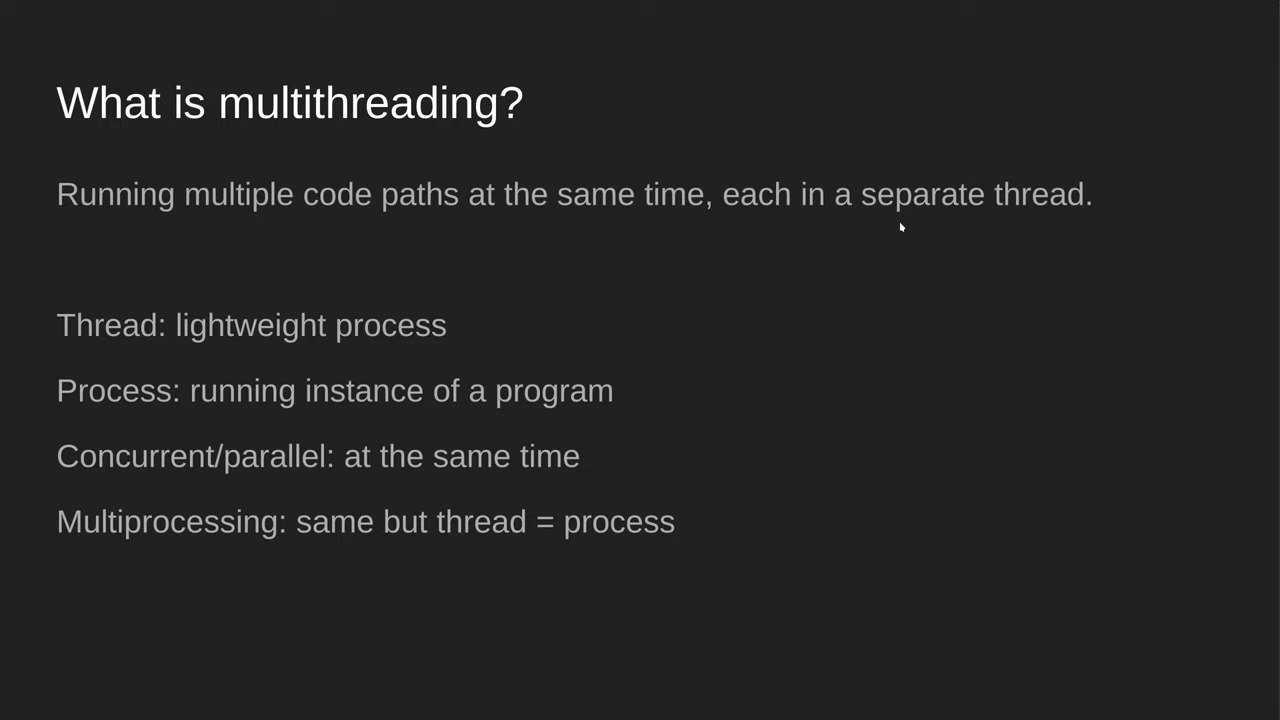 What is multithreading?
Running multiple code paths at the same time, each in a separate thread.
Thread: lightweight process
Process: running instance of a program
Concurrent/parallel: at the same time
Multiprocessing: same but thread = process